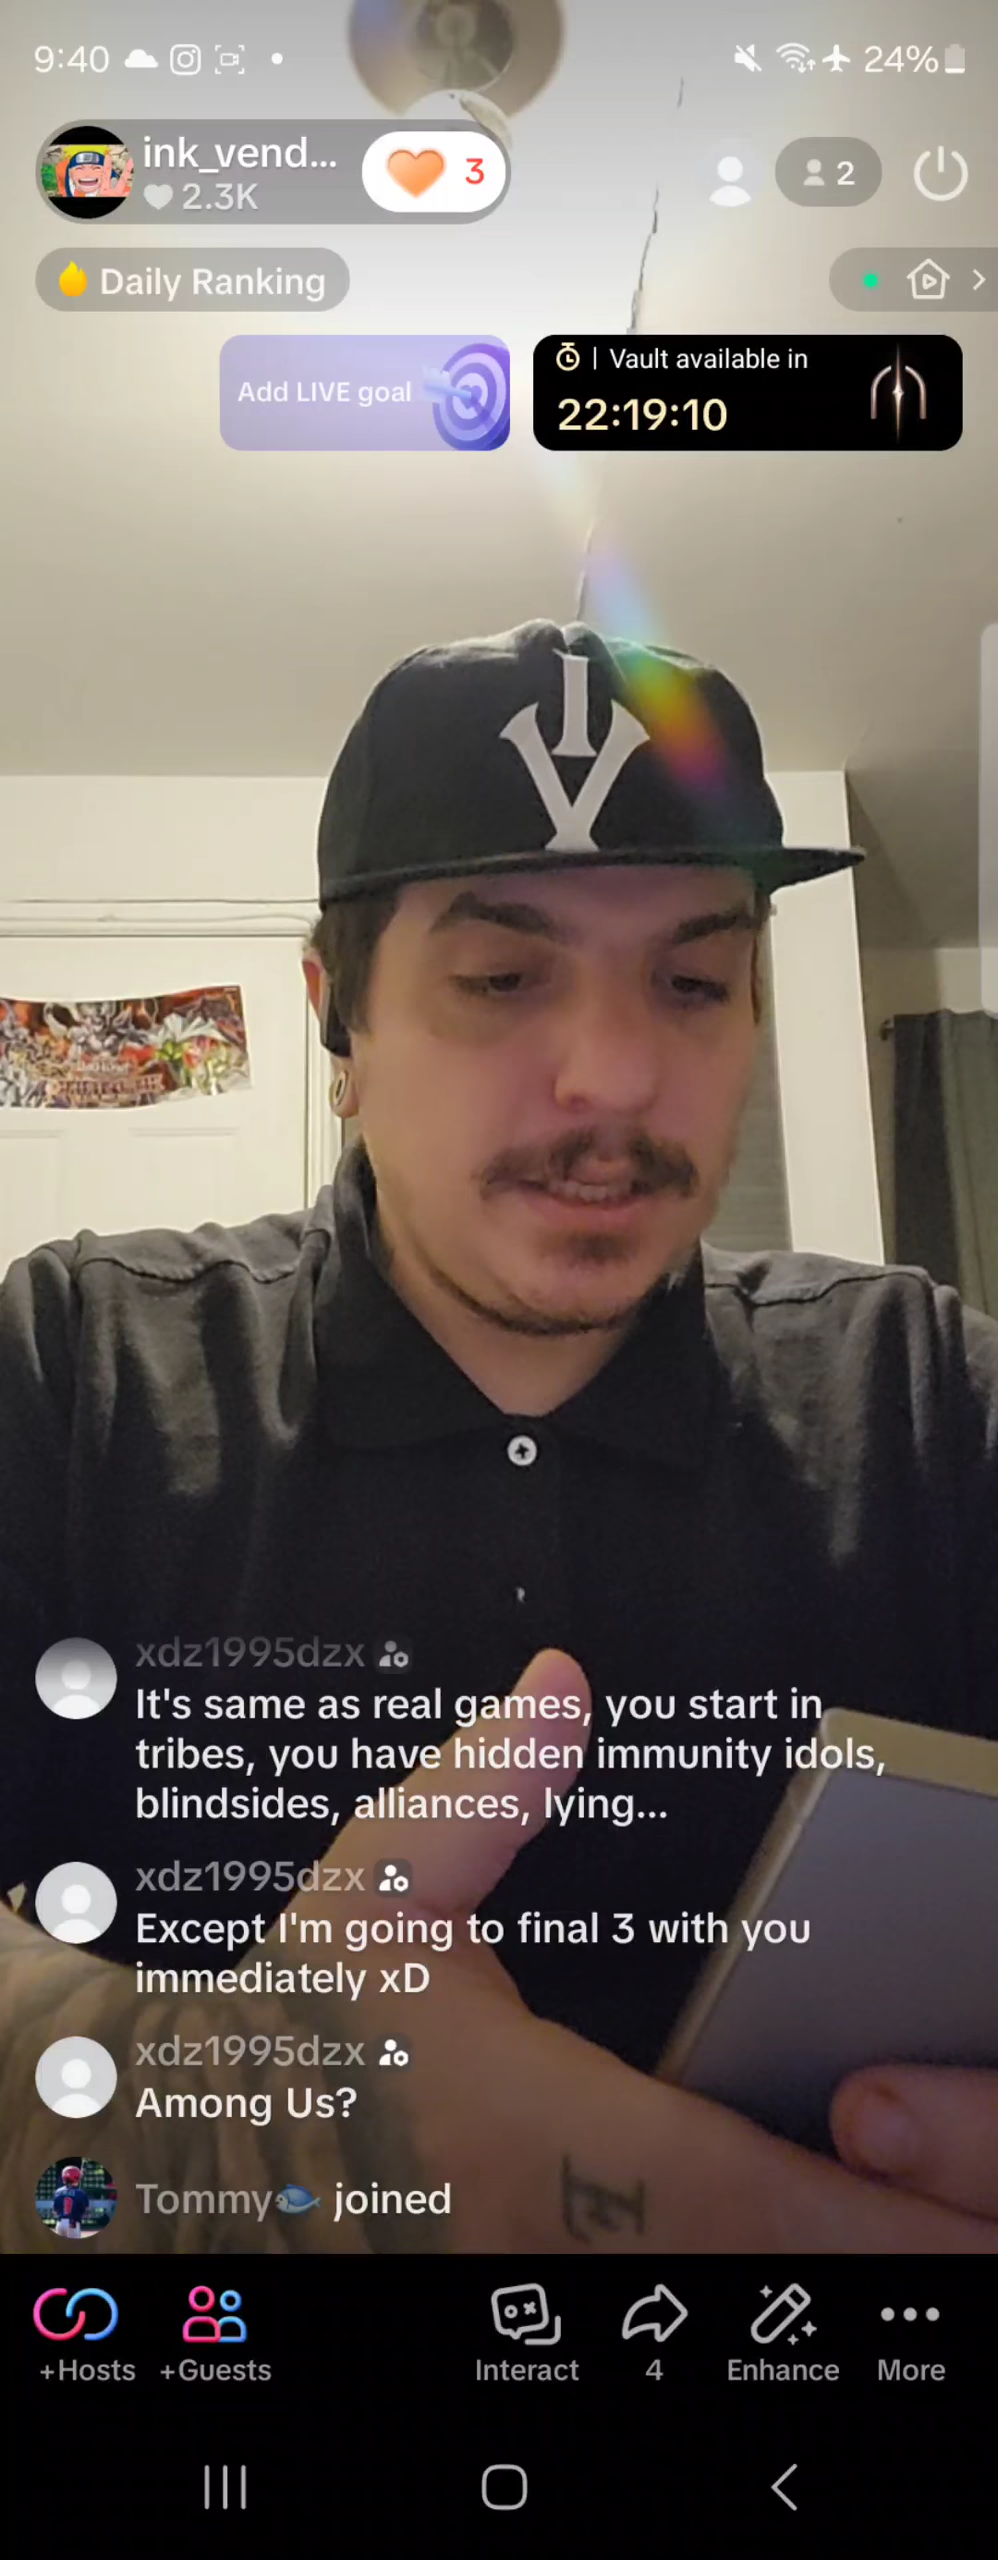 9:40
24%
ink_vend...
2.3K
3
2
Daily Ranking
Add LIVE goal
| Vault available in
22:19:10
IV
xdz1995dzx
It's same as real games, you start in
tribes, you have hidden immunity idols,
blindsides, alliances, lying...
xdz1995dzx
Except I'm going to final 3 with you
immediately xD
xdz1995dzx
Among Us?
Tommy🐟 joined
+Hosts
+Guests
Interact
4
Enhance
More